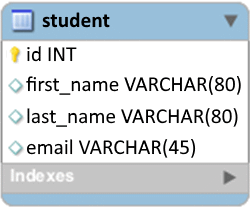 student
id INT
first_name VARCHAR(80)
last_name VARCHAR(80)
email VARCHAR(45)
Indexes